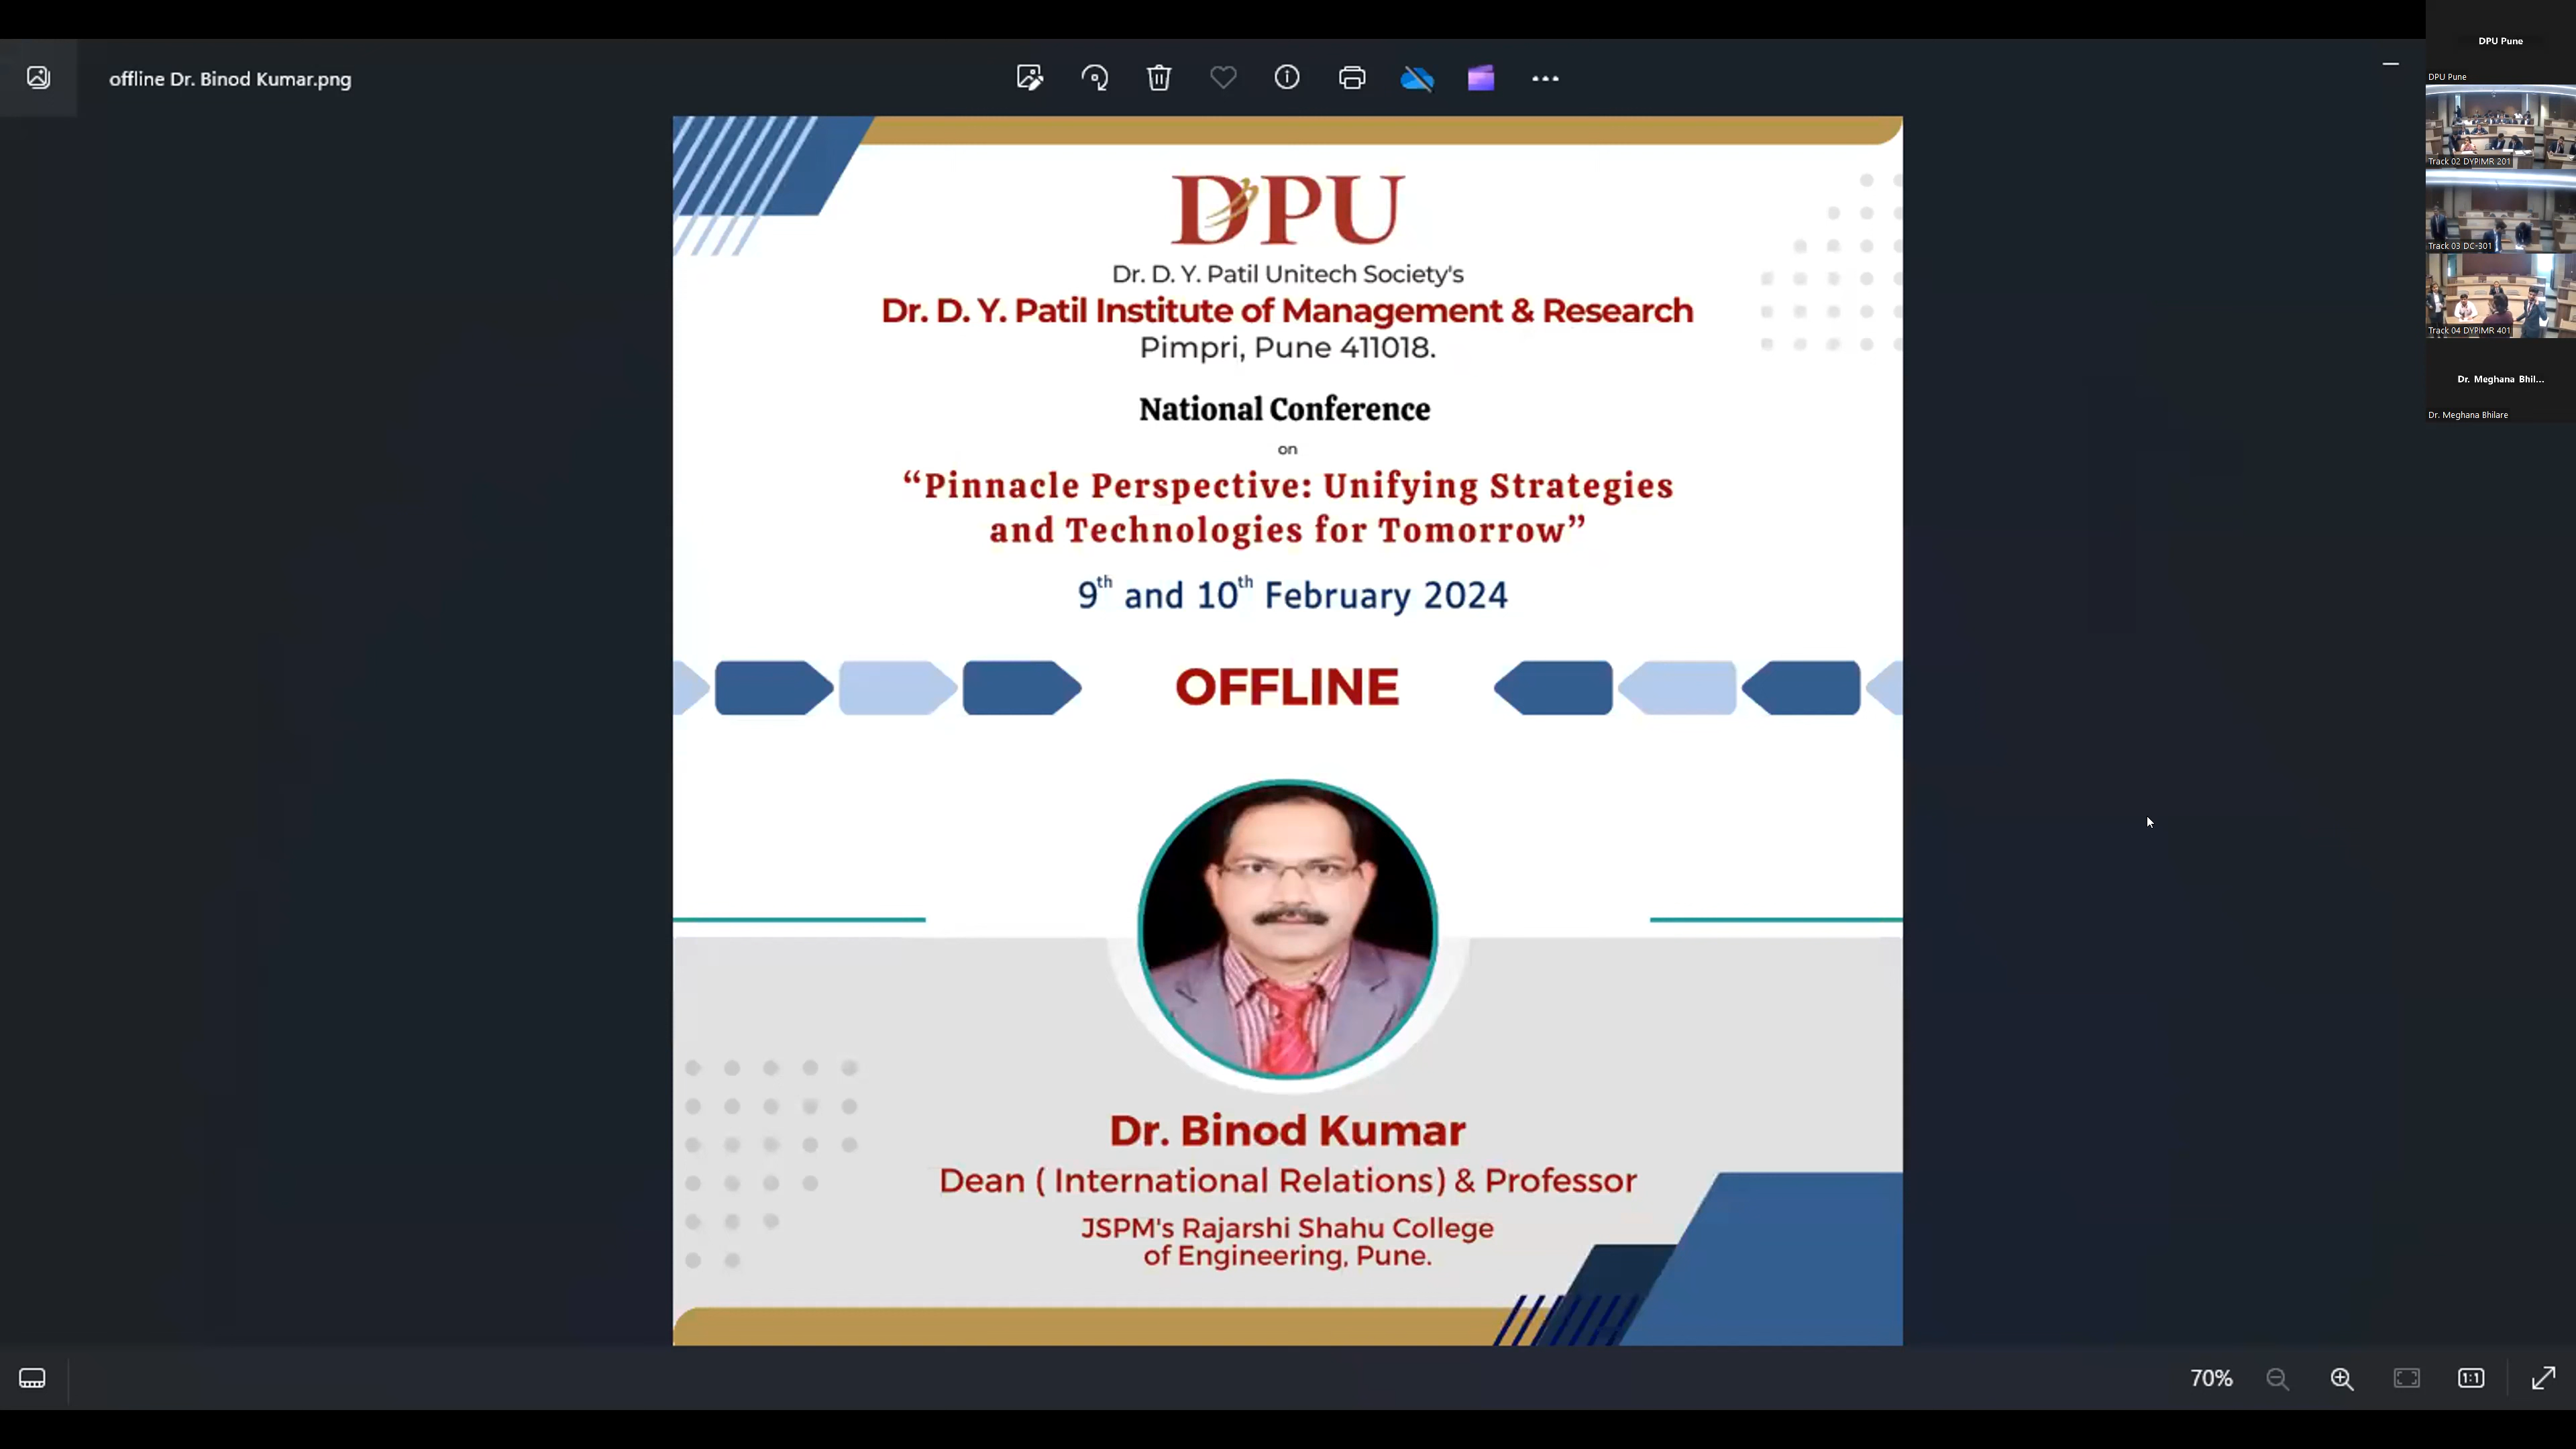 DPU Pune
offline Dr. Binod Kumar.png
DPU Pune
Track 02 DYPIMR 201
Track 03 DC-301
Track 04 DYPIMR 401
Dr. Meghana Bhil...
Dr. Meghana Bhilare
DPU
Dr. D. Y. Patil Unitech Society's
Dr. D. Y. Patil Institute of Management & Research
Pimpri, Pune 411018.
National Conference
on
“Pinnacle Perspective: Unifying Strategies
and Technologies for Tomorrow”
9th and 10th February 2024
OFFLINE
Dr. Binod Kumar
Dean ( International Relations) & Professor
JSPM's Rajarshi Shahu College
of Engineering, Pune.
70%
1:1